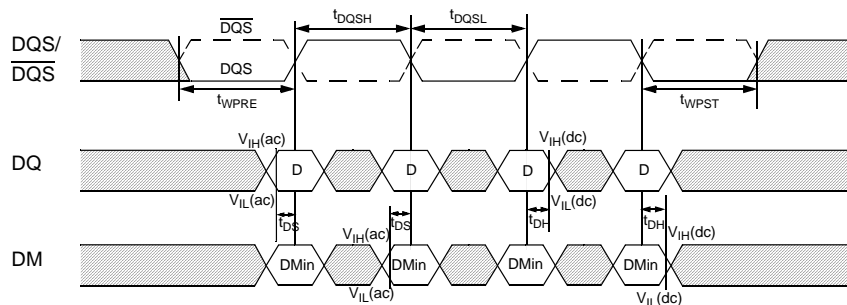 DQS/
DQS
DQS
DQS
tDQSH
tDQSL
tWPRE
tWPST
DQ
VIH(ac)
VIL(ac)
VIH(dc)
VIL(dc)
D
D
D
D
tDS
tDS
tDH
tDH
DM
VIH(ac)
VIL(ac)
VIH(dc)
VIL(dc)
DMin
DMin
DMin
DMin